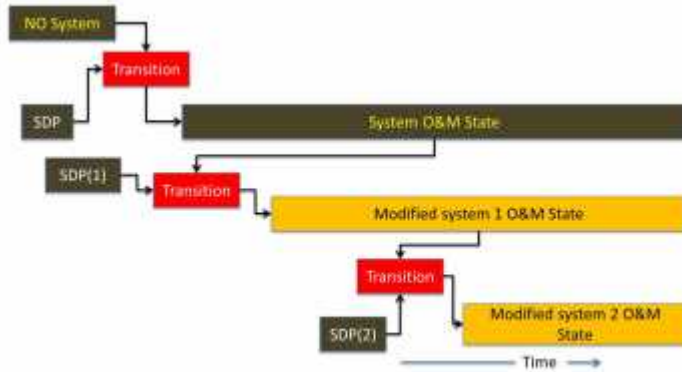 NO System
Transition
SDP
System O&M State
SDP(1)
Transition
Modified system 1 O&M State
Transition
Modified system 2 O&M
State
SDP(2)
Time